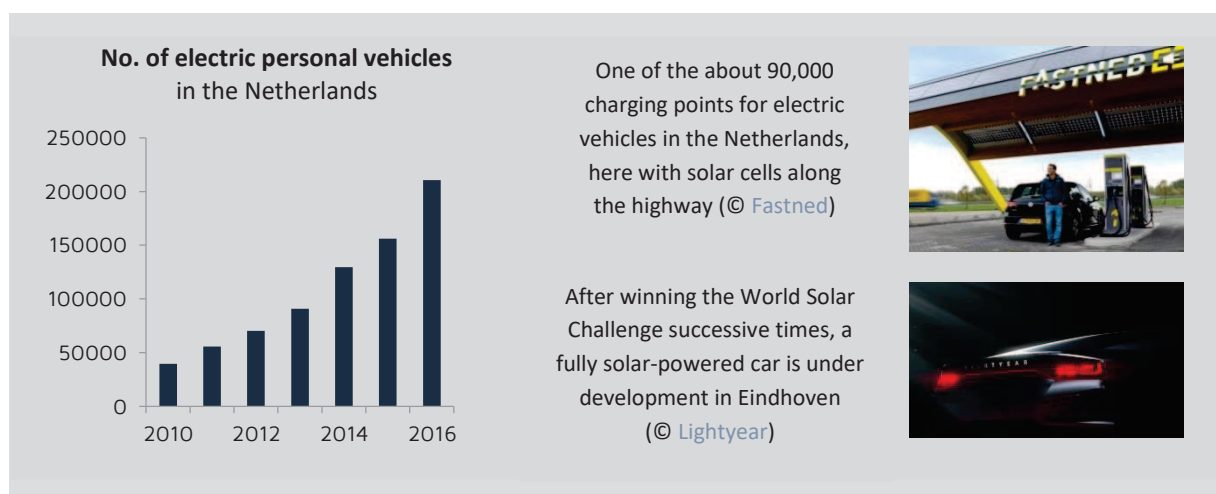 No. of electric personal vehicles
in the Netherlands
250000
200000
150000
100000
50000
0
2010
2012
2014
2016
One of the about 90,000
charging points for electric
vehicles in the Netherlands,
here with solar cells along
the highway (© Fastned)
FASTNED
After winning the World Solar
Challenge successive times, a
fully solar-powered car is under
development in Eindhoven
(© Lightyear)